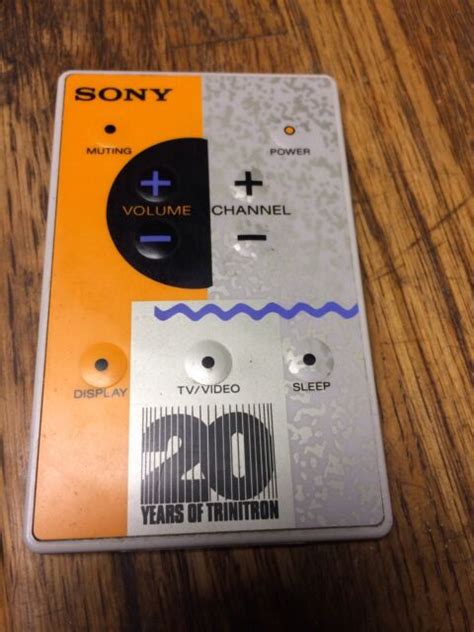 SONY
MUTING
POWER
+ +
VOLUME CHANNEL
− −
DISPLAY TV/VIDEO SLEEP
20
YEARS OF TRINITRON